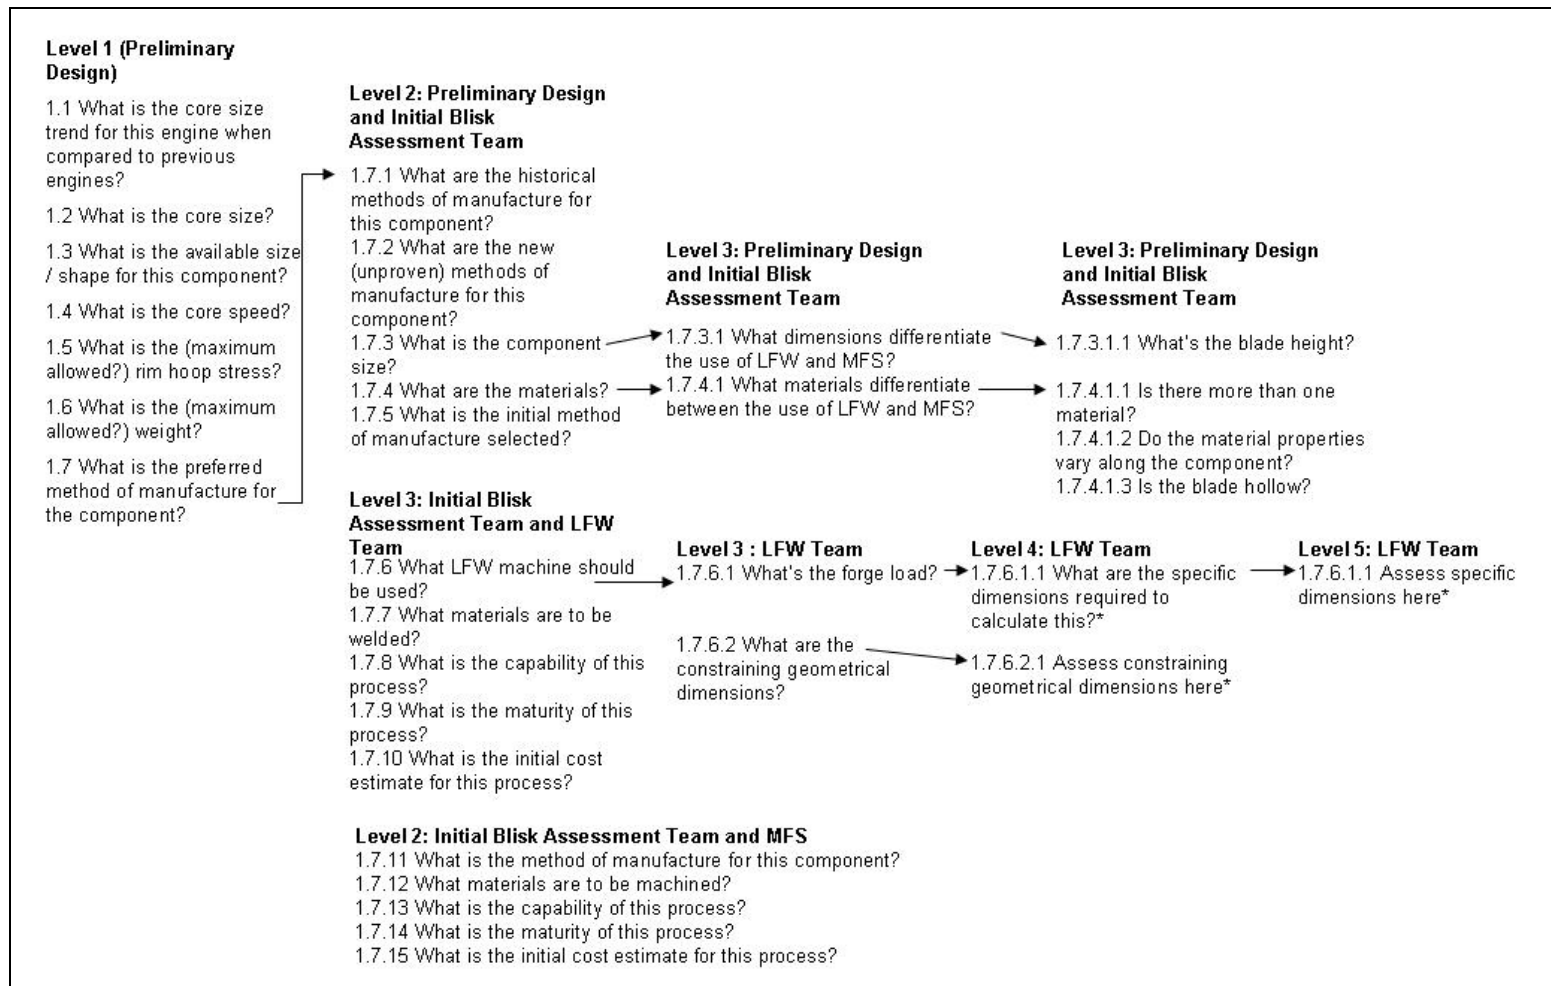 Level 1 (Preliminary
Design)
1.1 What is the core size
trend for this engine when
compared to previous
engines?
1.2 What is the core size?
1.3 What is the available size
/ shape for this component?
1.4 What is the core speed?
1.5 What is the (maximum
allowed?) rim hoop stress?
1.6 What is the (maximum
allowed?) weight?
1.7 What is the preferred
method of manufacture for
the component?
Level 2: Preliminary Design
and Initial Blisk
Assessment Team
1.7.1 What are the historical
methods of manufacture for
this component?
1.7.2 What are the new
(unproven) methods of
manufacture for this
component?
1.7.3 What is the component
size?
1.7.4 What are the materials?
1.7.5 What is the initial method
of manufacture selected?
Level 3: Preliminary Design
and Initial Blisk
Assessment Team
1.7.3.1 What dimensions differentiate
the use of LFW and MFS?
1.7.4.1 What materials differentiate
between the use of LFW and MFS?
Level 3: Preliminary Design
and Initial Blisk
Assessment Team
1.7.3.1.1 What's the blade height?
1.7.4.1.1 Is there more than one
material?
1.7.4.1.2 Do the material properties
vary along the component?
1.7.4.1.3 Is the blade hollow?
Level 3: Initial Blisk
Assessment Team and LFW
Team
1.7.6 What LFW machine should
be used?
1.7.7 What materials are to be
welded?
1.7.8 What is the capability of this
process?
1.7.9 What is the maturity of this
process?
1.7.10 What is the initial cost
estimate for this process?
Level 3 : LFW Team
1.7.6.1 What's the forge load?
1.7.6.2 What are the
constraining geometrical
dimensions?
Level 4: LFW Team
1.7.6.1.1 What are the specific
dimensions required to
calculate this?*
1.7.6.2.1 Assess constraining
geometrical dimensions here*
Level 5: LFW Team
1.7.6.1.1 Assess specific
dimensions here*
Level 2: Initial Blisk Assessment Team and MFS
1.7.11 What is the method of manufacture for this component?
1.7.12 What materials are to be machined?
1.7.13 What is the capability of this process?
1.7.14 What is the maturity of this process?
1.7.15 What is the initial cost estimate for this process?